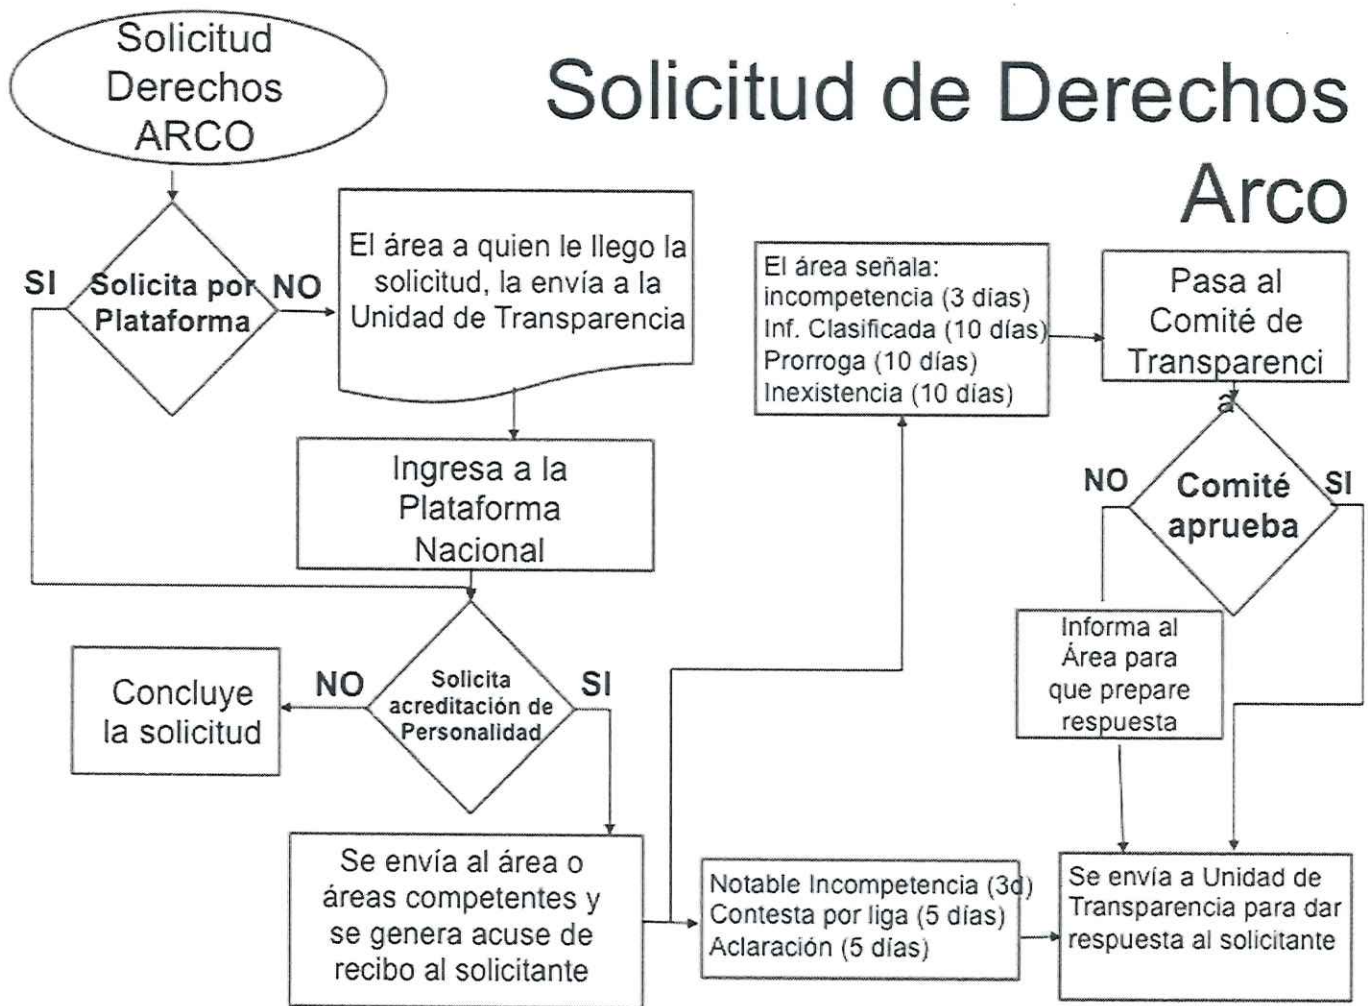 Solicitud
Derechos
ARCO
Solicitud de Derechos
Arco
SI
Solicita por
Plataforma
NO
El área a quien le llego la
solicitud, la envía a la
Unidad de Transparencia
Ingresa a la
Plataforma
Nacional
El área señala:
incompetencia (3 días)
Inf. Clasificada (10 días)
Prorroga (10 días)
Inexistencia (10 días)
Pasa al
Comité de
Transparenci
a
NO
Comité
aprueba
SI
Informa al
Área para
que prepare
respuesta
Concluye
la solicitud
NO
Solicita
acreditación de
Personalidad
SI
Se envía al área o
áreas competentes y
se genera acuse de
recibo al solicitante
Notable Incompetencia (3d)
Contesta por liga (5 días)
Aclaración (5 días)
Se envía a Unidad de
Transparencia para dar
respuesta al solicitante